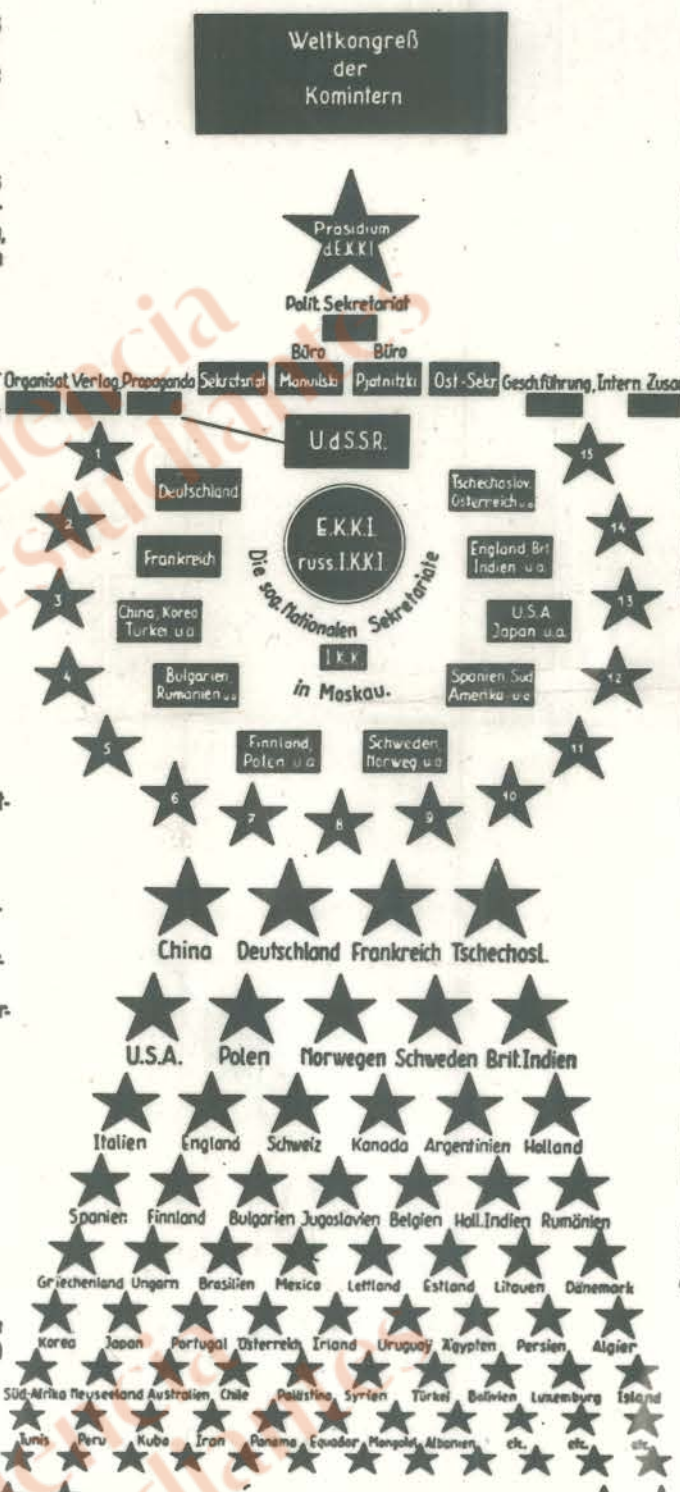 Weltkongreß
der
Komintern
Präsidium
d.E.K.K.I
Polit. Sekretariat
Büro Büro
Organisat. Verlag, Propaganda Sekretariat Manuilski Pjatnitzki Ost-Sekr Geschführung, Intern Zusa
U.d.S.S.R.
1
15
Deutschland
Tschechoslov.
Österreich u.a
2
14
E.K.K.I.
russ. I.K.K.I
Frankreich
England Brt
Indien u.a
Die sog. Nationalen Sekretariate
3
13
China, Korea
Türkei u.a
U.S.A
Japan u.a.
I.K.K
in Moskau.
4
12
Bulgarien,
Rumänien u.a
Spanien, Süd
Amerika u.a
5
11
Finnland,
Polen u.a
Schweden,
Norweg u.a
6
10
7
8
9
China Deutschland Frankreich Tschechosl.
U.S.A. Polen Norwegen Schweden Brit.Indien
Italien England Schweiz Kanada Argentinien Holland
Spanien Finnland Bulgarien Jugoslavien Belgien Holl.Indien Rumänien
Griechenland Ungarn Brasilien Mexico Lettland Estland Litauen Dänemark
Korea Japan Portugal Österreich Irland Uruguay Ägypten Persien Algier
Süd-Afrika Neuseeland Australien Chile Palästina Syrien Türkei Bolivien Luxemburg Island
Tunis Peru Kuba Iran Panama Equador Mongolei Albanien etc. etc. etc.